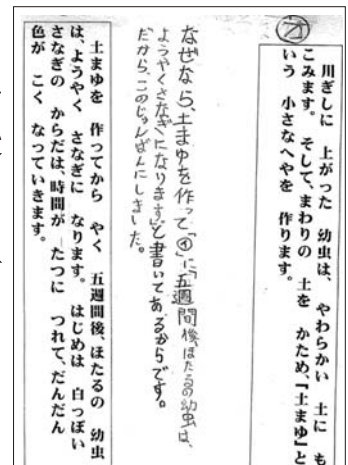 オ
川ぎしに 上がった 幼虫は、 やわらかい 土に も
こみます。 そして、まわりの 土を かため、『土まゆ』と
いう 小さなへやを 作ります。
なぜなら、土まゆを作って「④」に「五週間後、ほたるの幼虫は、
ようやくさなぎになります」と書いてあるからです。
だから、このじゅんばんにしました。
土まゆを 作ってから やく 五週間後、ほたるの 幼虫
は、ようやく さなぎに なります。 はじめは 白っぽい
さなぎの からだは、時間が たつに つれて、だんだん
色が こく なっていきます。